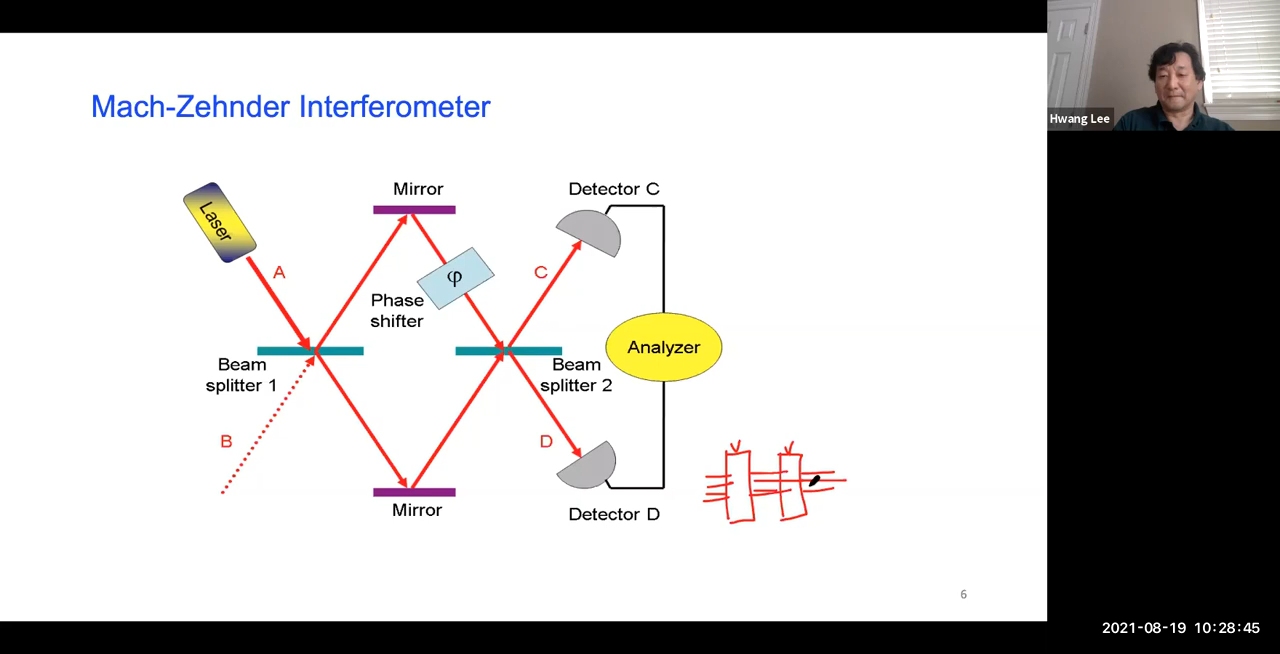 Mach-Zehnder Interferometer
Hwang Lee
Laser
A
Mirror
Detector C
φ
C
Phase
shifter
Analyzer
Beam
splitter 1
Beam
splitter 2
B
D
Mirror
Detector D
V
V
6
2021-08-19 10:28:45